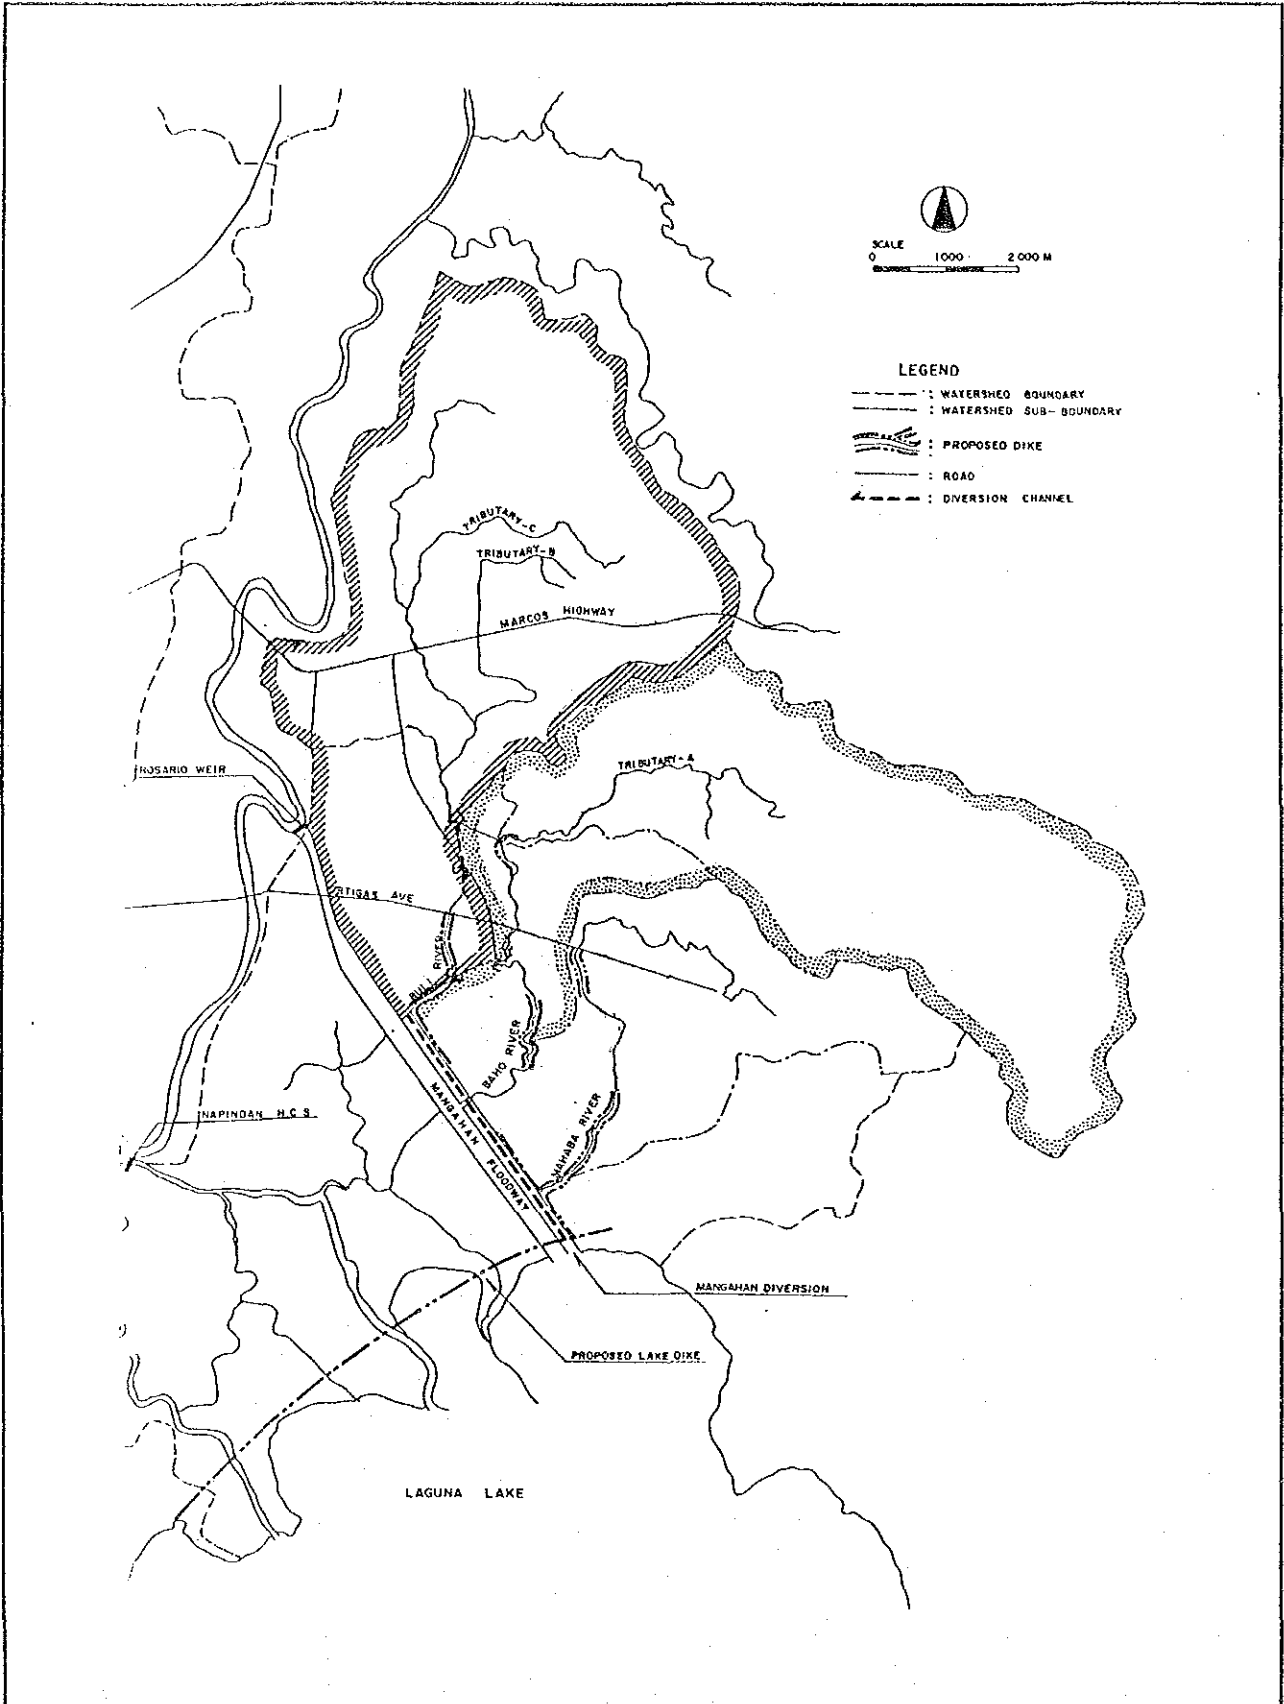 SCALE
0 1000 2000 M
LEGEND
: WATERSHED BOUNDARY
: WATERSHED SUB-BOUNDARY
: PROPOSED DIKE
: ROAD
: DIVERSION CHANNEL
TRIBUTARY-C
TRIBUTARY-B
MARCOS HIGHWAY
ROSARIO WEIR
TRIBUTARY-A
RTIGAS AVE
BULI RIVER
BAHO RIVER
MANGAHAN FLOODWAY
MAHABA RIVER
NAPINDAN H.C.S
MANGAHAN DIVERSION
PROPOSED LAKE DIKE
LAGUNA LAKE